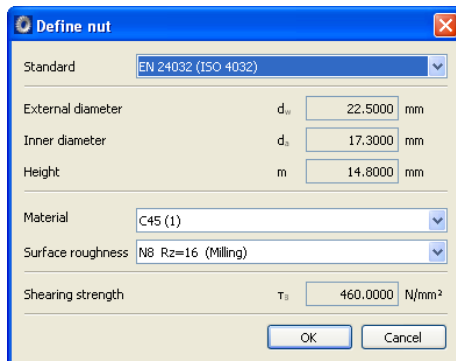 Define nut
Standard EN 24032 (ISO 4032)
External diameter dw 22.5000 mm
Inner diameter da 17.3000 mm
Height m 14.8000 mm
Material C45 (1)
Surface roughness N8 Rz=16 (Milling)
Shearing strength τB 460.0000 N/mm²
OK Cancel